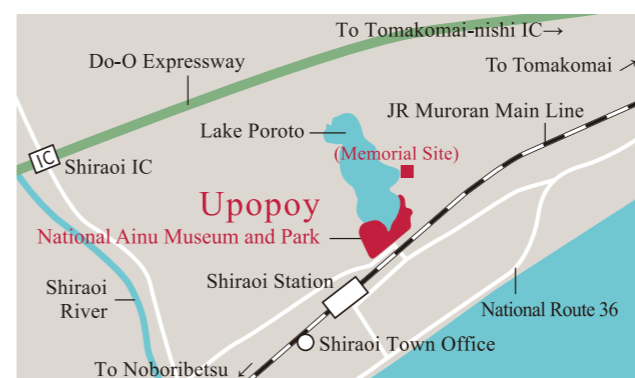 To Tomakomai-nishi IC→
Do-O Expressway
To Tomakomai ↗
JR Muroran Main Line
Lake Poroto
(Memorial Site)
IC
Shiraoi IC
Upopoy
National Ainu Museum and Park
Shiraoi Station
Shiraoi
River
National Route 36
Shiraoi Town Office
To Noboribetsu ↙